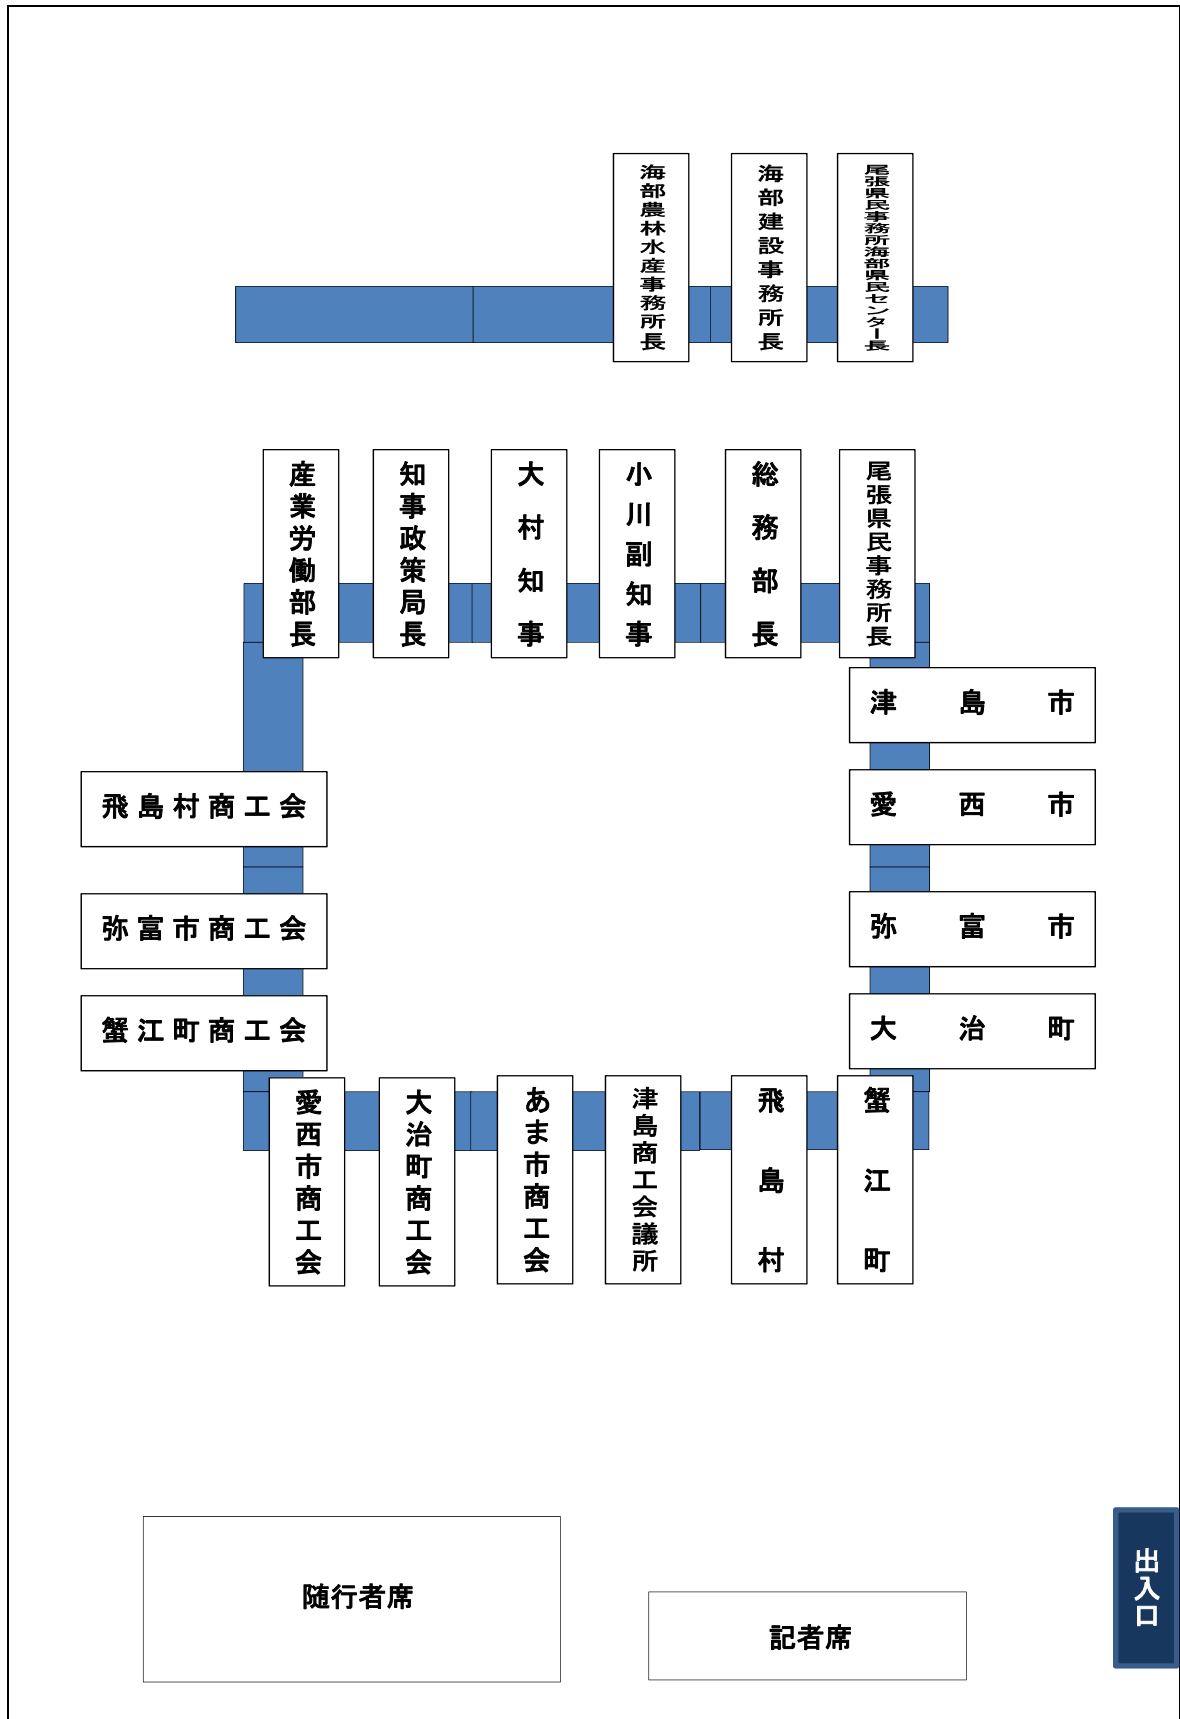 海部農林水産事務所長
海部建設事務所長
尾張県民事務所海部県民センター長
産業労働部長
知事政策局長
大村知事
小川副知事
総務部長
尾張県民事務所長
津島市
飛島村商工会
愛西市
弥富市商工会
弥富市
蟹江町商工会
大治町
愛西市商工会
大治町商工会
あま市商工会
津島商工会議所
飛島村
蟹江町
随行者席
記者席
出入口